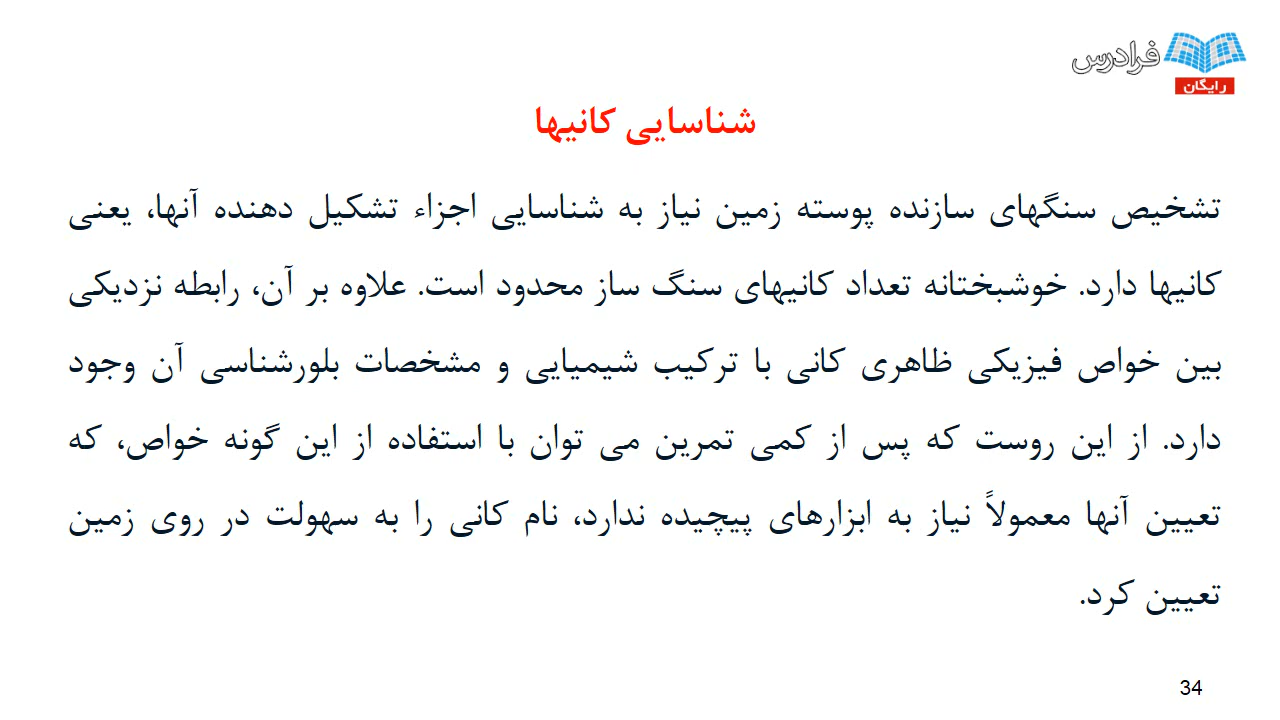 فرادرس
رایگان
شناسایی کانیها
تشخیص سنگهای سازنده پوسته زمین نیاز به شناسایی اجزاء تشکیل دهنده آنها، یعنی
کانیها دارد. خوشبختانه تعداد کانیهای سنگ ساز محدود است. علاوه بر آن، رابطه نزدیکی
بین خواص فیزیکی ظاهری کانی با ترکیب شیمیایی و مشخصات بلورشناسی آن وجود
دارد. از این روست که پس از کمی تمرین می توان با استفاده از این گونه خواص، که
تعیین آنها معمولاً نیاز به ابزارهای پیچیده ندارد، نام کانی را به سهولت در روی زمین
تعیین کرد.
34